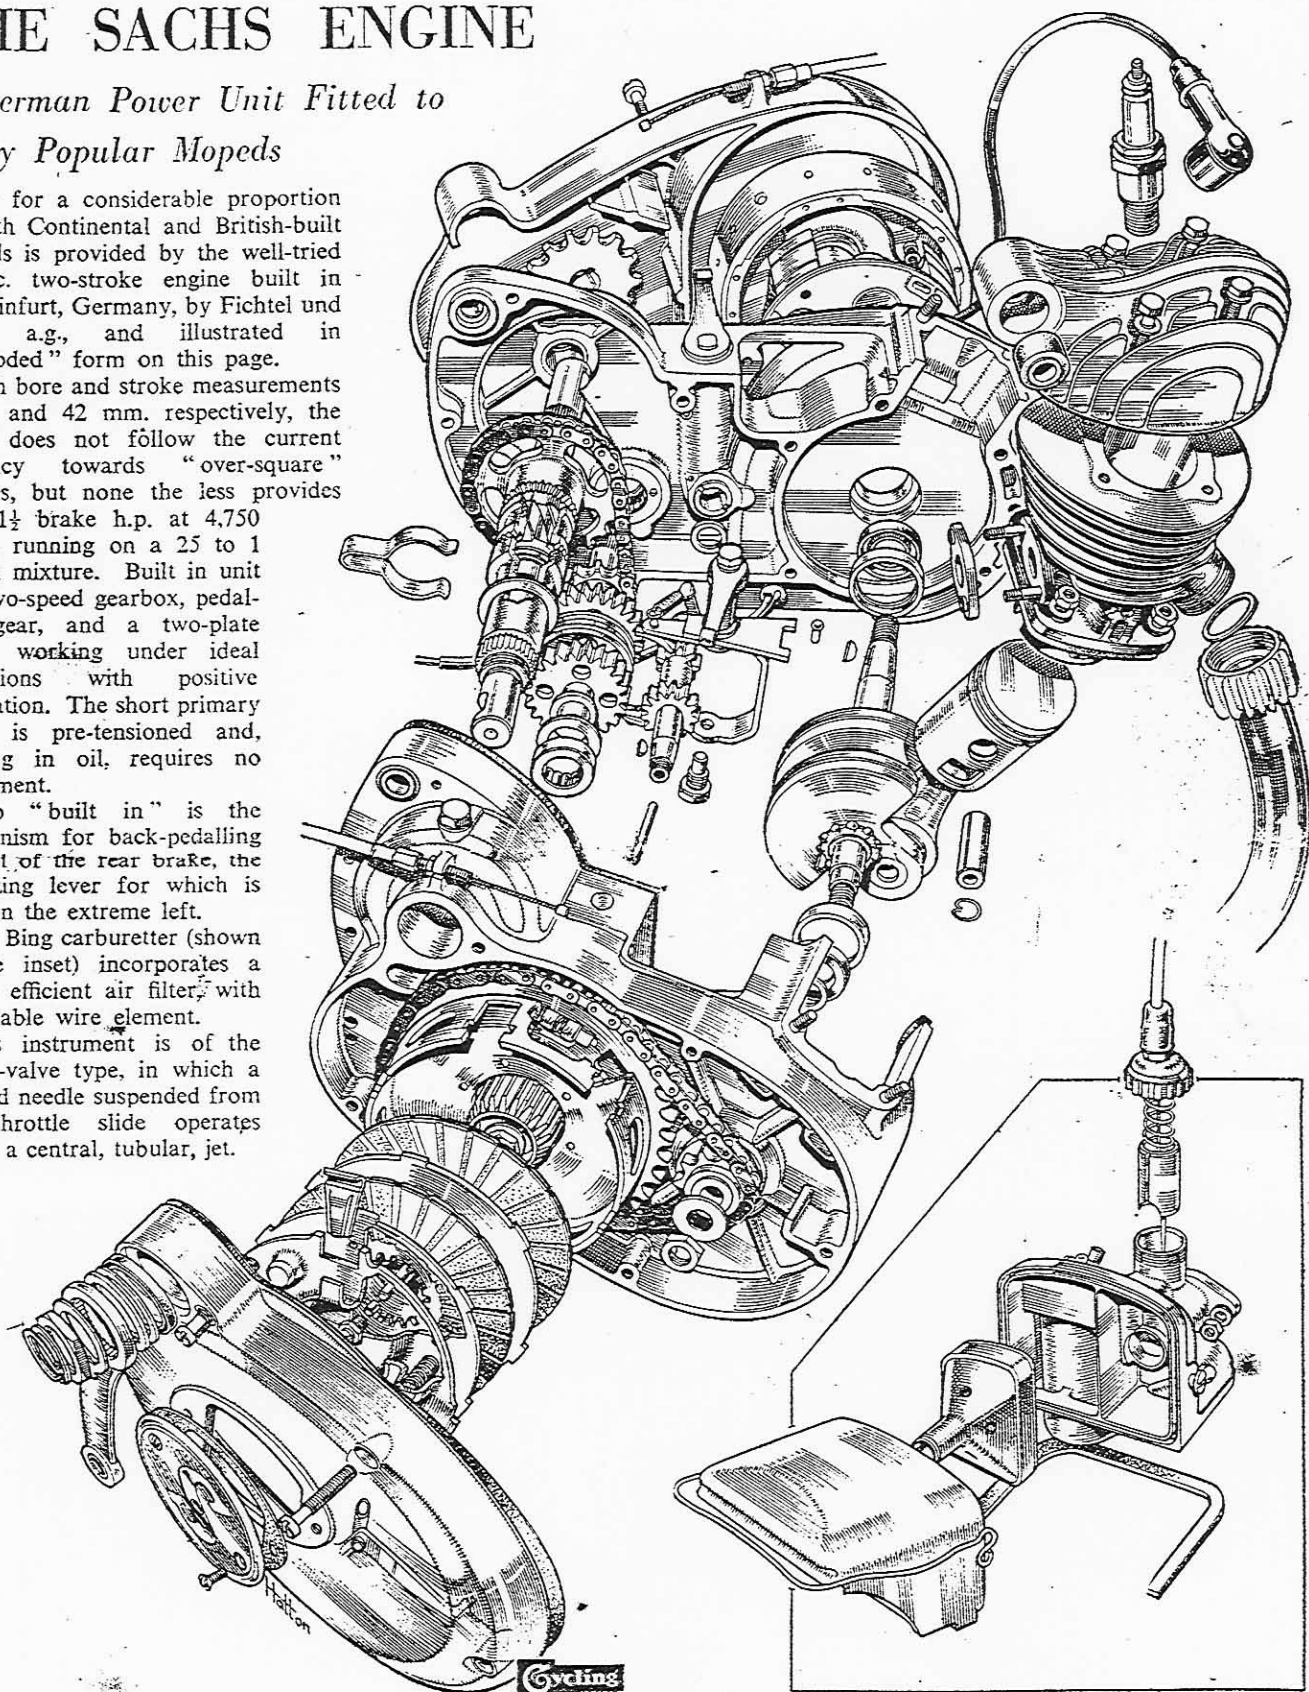 HE SACHS ENGINE
erman Power Unit Fitted to
y Popular Mopeds
for a considerable proportion
h Continental and British-built
ls is provided by the well-tried
c. two-stroke engine built in
infurt, Germany, by Fichtel und
a.g., and illustrated in
oded” form on this page.
n bore and stroke measurements
and 42 mm. respectively, the
does not follow the current
cy towards “over-square”
s, but none the less provides
1½ brake h.p. at 4,750
running on a 25 to 1
mixture. Built in unit
vo-speed gearbox, pedal-
gear, and a two-plate
working under ideal
ions with positive
ation. The short primary
is pre-tensioned and,
g in oil, requires no
ment.
o “built in” is the
nism for back-pedalling
l of the rear brake, the
ing lever for which is
n the extreme left.
Bing carburetter (shown
e inset) incorporates a
efficient air filter, with
able wire element.
s instrument is of the
-valve type, in which a
d needle suspended from
hrottle slide operates
a central, tubular, jet.
Hatton
Cycling